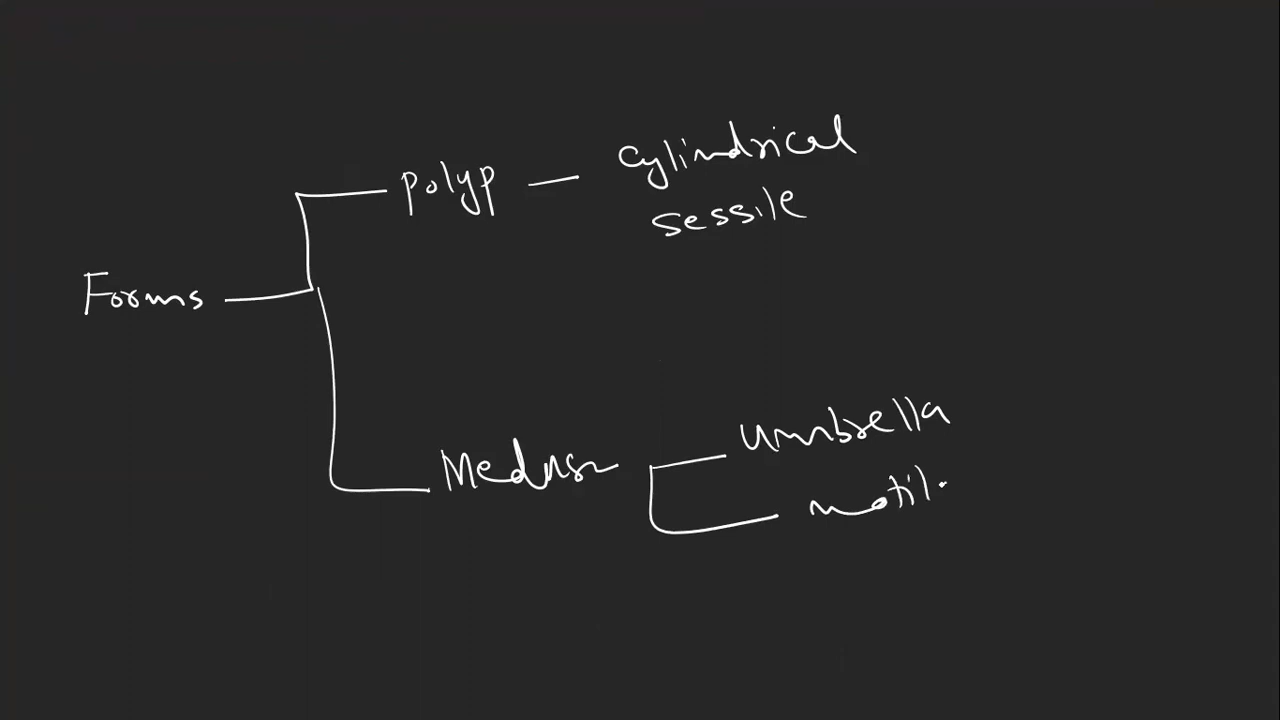 polyp — cylindrical
sessile
Forms
Medusa
umbrella
motil